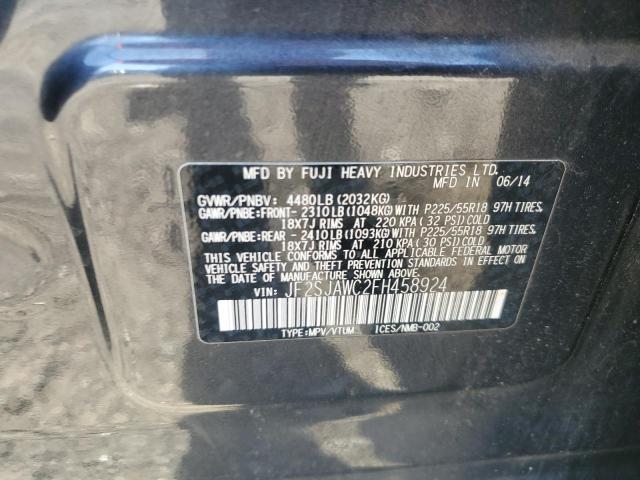 MFD BY FUJI HEAVY INDUSTRIES LTD.
MFD IN 06/14
GVWR/PNBV: 4480LB (2032KG)
GAWR/PNBE:FRONT- 2310LB(1048KG)WITH P225/55R18 97H TIRES,
18X7J RIMS AT 220 KPA (32 PSI)COLD
GAWR/PNBE:REAR - 2410LB(1093KG)WITH P225/55R18 97H TIRES,
18X7J RIMS AT 210 KPA (30 PSI)COLD
THIS VEHICLE CONFORMS TO ALL APPLICABLE FEDERAL MOTOR
VEHICLE SAFETY AND BUMPER STANDARDS IN EFFECT ON
THE DATE OF MANUFACTURE SHOWN ABOVE.
VIN: JF2SJAWC2FH458924
TYPE:MPV/VTUM ICES/NMB-002